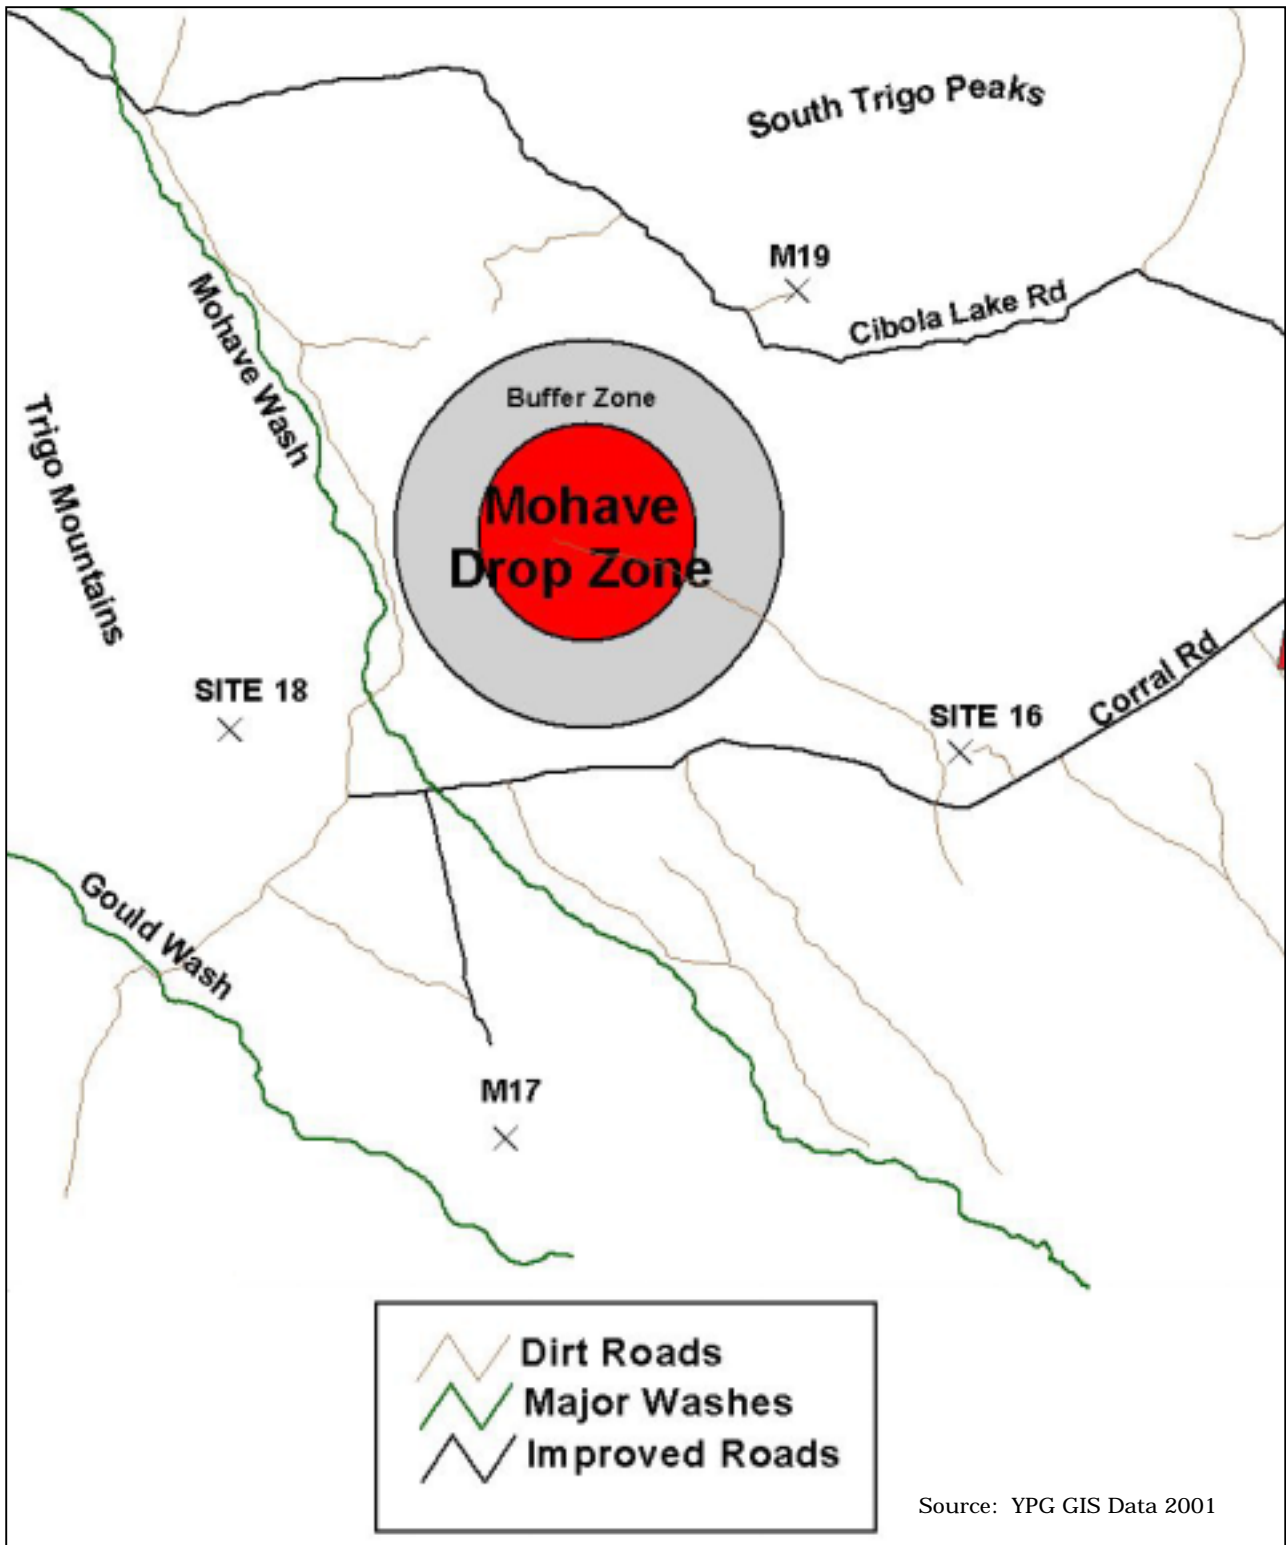 South Trigo Peaks
M19
Cibola Lake Rd
Mohave Wash
Buffer Zone
Trigo Mountains
Mohave
Drop Zone
SITE 18
Corral Rd
SITE 16
Gould Wash
M17
Dirt Roads
Major Washes
Improved Roads
Source: YPG GIS Data 2001